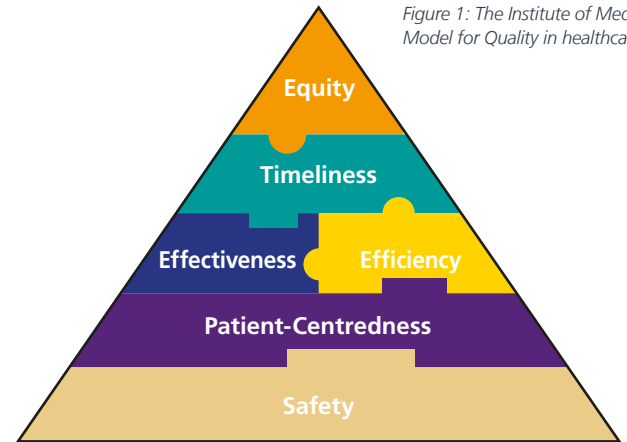 Figure 1: The Institute of Med
Model for Quality in healthca
Equity
Timeliness
Effectiveness Efficiency
Patient-Centredness
Safety